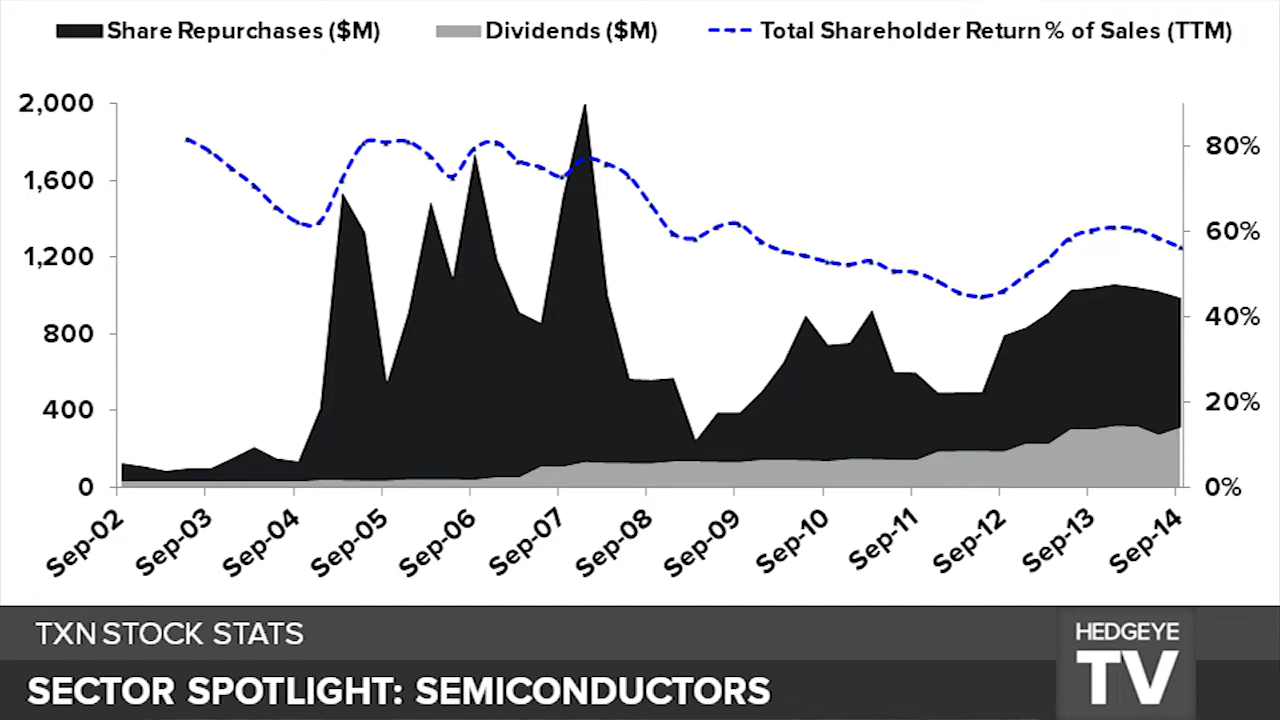 Share Repurchases ($M) Dividends ($M) Total Shareholder Return % of Sales (TTM)
2,000
1,600
1,200
800
400
0
80%
60%
40%
20%
0%
Sep-02 Sep-03 Sep-04 Sep-05 Sep-06 Sep-07 Sep-08 Sep-09 Sep-10 Sep-11 Sep-12 Sep-13 Sep-14
TXN STOCK STATS
SECTOR SPOTLIGHT: SEMICONDUCTORS
HEDGEYE
TV